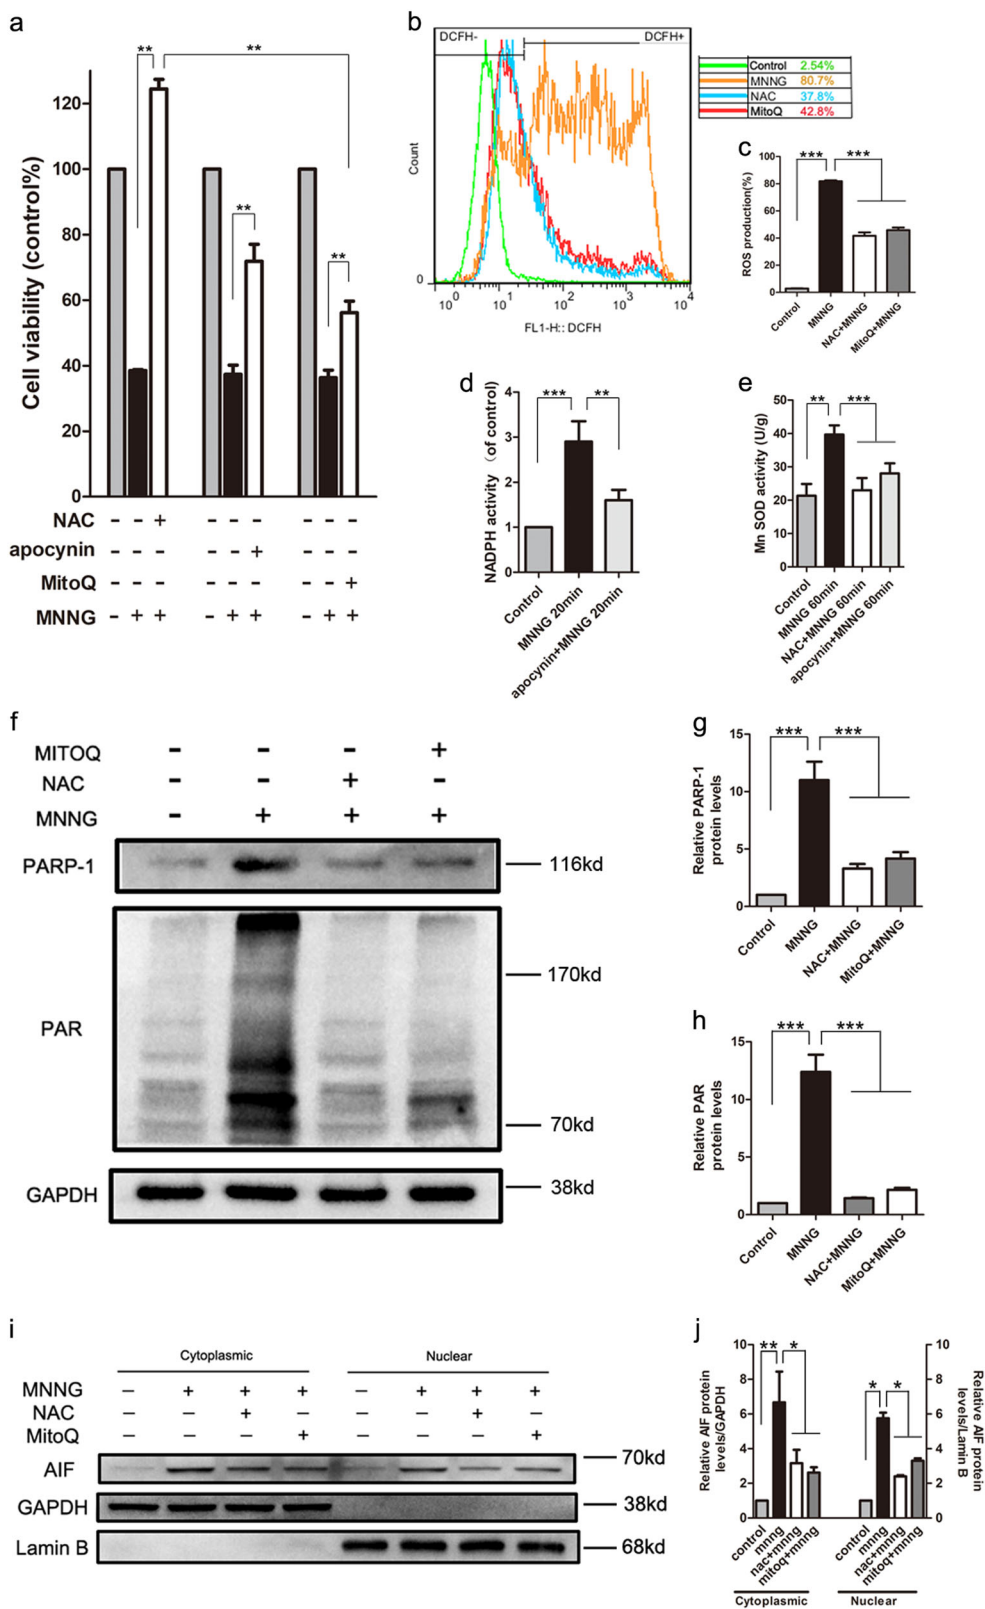 a
** **
Cell viability (control%)
120
100
80
60
40
20
0
**
**
NAC - - + - - - - - -
apocynin - - - - - + - - -
MitoQ - - - - - - - - +
MNNG - + + - + + - + +
b
DCFH- DCFH+
Count
0
10^0 10^1 10^2 10^3 10^4
FL1-H:: DCFH
Control 2.54%
MNNG 80.7%
NAC 37.8%
MitoQ 42.8%
c
*** ***
ROS production(%)
100
80
60
40
20
0
Control
MNNG
NAC+MNNG
MitoQ+MNNG
d
*** **
NADPH activity (of control)
4
3
2
1
0
Control
MNNG 20min
apocynin+MNNG 20min
e
** ***
Mn SOD activity (U/g)
50
40
30
20
10
0
Control
MNNG 60min
NAC+MNNG 60min
apocynin+MNNG 60min
f
MITOQ - - - +
NAC - - + -
MNNG - + + +
PARP-1 116kd
PAR
170kd
70kd
GAPDH 38kd
g
*** ***
Relative PARP-1
protein levels
15
10
5
0
Control
MNNG
NAC+MNNG
MitoQ+MNNG
h
*** ***
Relative PAR
protein levels
15
10
5
0
Control
MNNG
NAC+MNNG
MitoQ+MNNG
i
Cytoplasmic Nuclear
MNNG - + + + - + + +
NAC - - + - - - + -
MitoQ - - - + - - - +
AIF 70kd
GAPDH 38kd
Lamin B 68kd
j
** *
* *
Relative AIF protein
levels/GAPDH
10
8
6
4
2
0
10
8
6
4
2
0
Relative AIF protein
levels/Lamin B
control
mnng
nac+mnng
mitoq+mnng
control
mnng
nac+mnng
mitoq+mnng
Cytoplasmic Nuclear